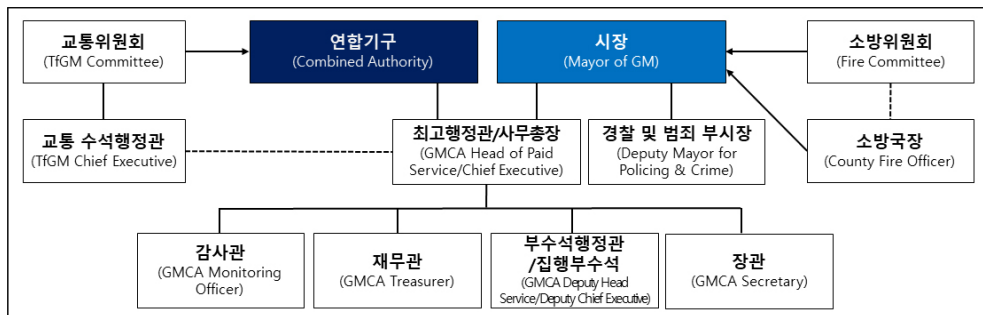 교통위원회
(TfGM Committee)
연합기구
(Combined Authority)
시장
(Mayor of GM)
소방위원회
(Fire Committee)
교통 수석행정관
(TfGM Chief Executive)
최고행정관/사무총장
(GMCA Head of Paid
Service/Chief Executive)
경찰 및 범죄 부시장
(Deputy Mayor for
Policing & Crime)
소방국장
(County Fire Officer)
감사관
(GMCA Monitoring
Officer)
재무관
(GMCA Treasurer)
부수석행정관
/집행부수석
(GMCA Deputy Head
Service/Deputy Chief Executive)
장관
(GMCA Secretary)